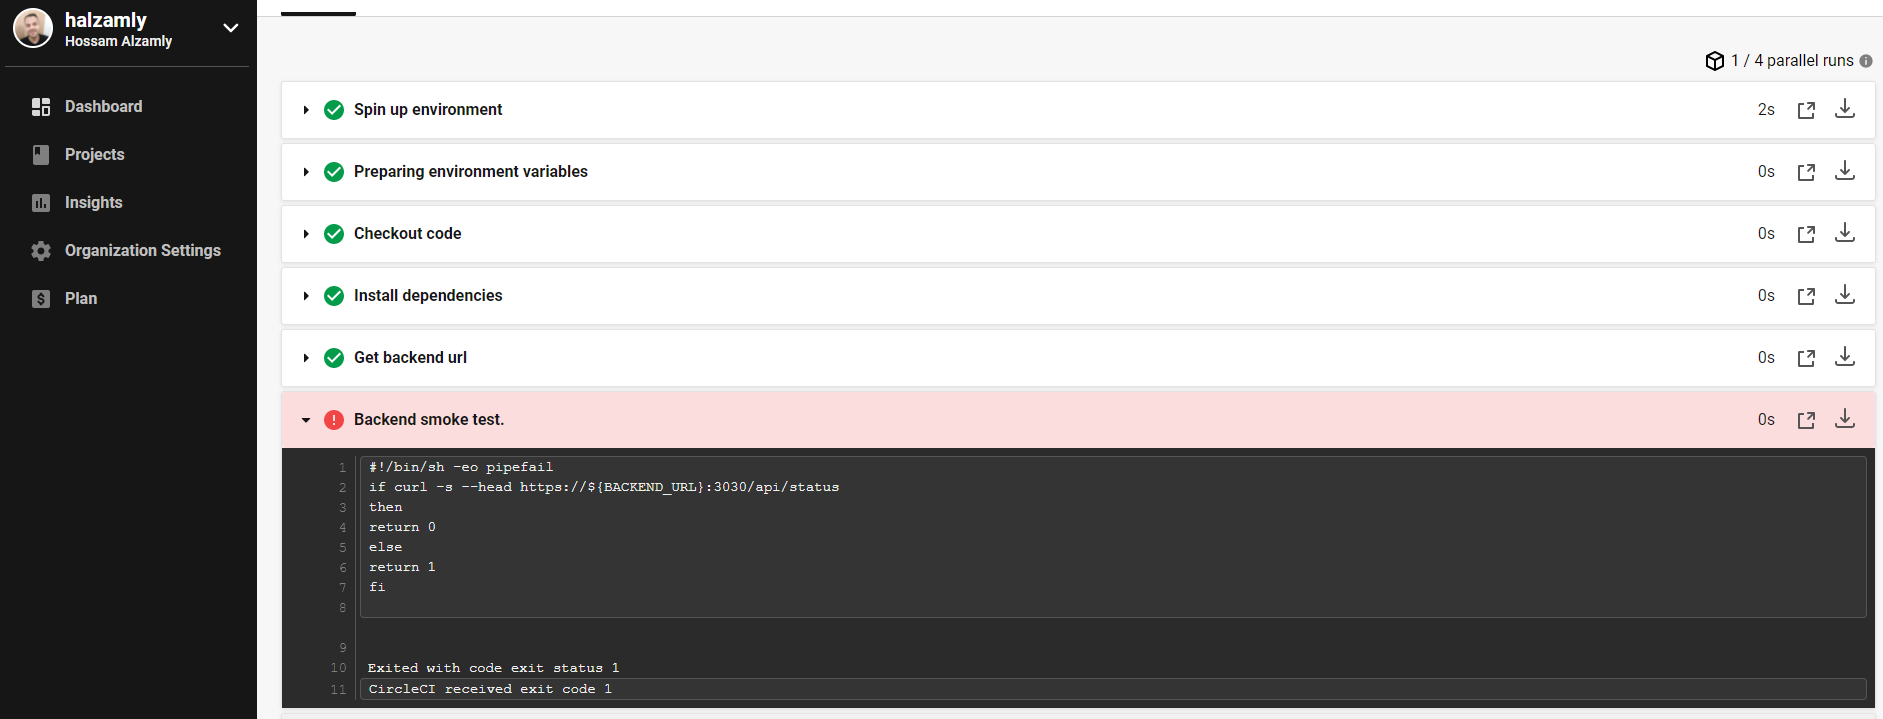 halzamly
Hossam Alzamly
Dashboard
Projects
Insights
Organization Settings
Plan
1 / 4 parallel runs
Spin up environment 2s
Preparing environment variables 0s
Checkout code 0s
Install dependencies 0s
Get backend url 0s
Backend smoke test. 0s
1 #!/bin/sh -eo pipefail
2 if curl -s --head https://${BACKEND_URL}:3030/api/status
3 then
4 return 0
5 else
6 return 1
7 fi
8
9
10 Exited with code exit status 1
11 CircleCI received exit code 1